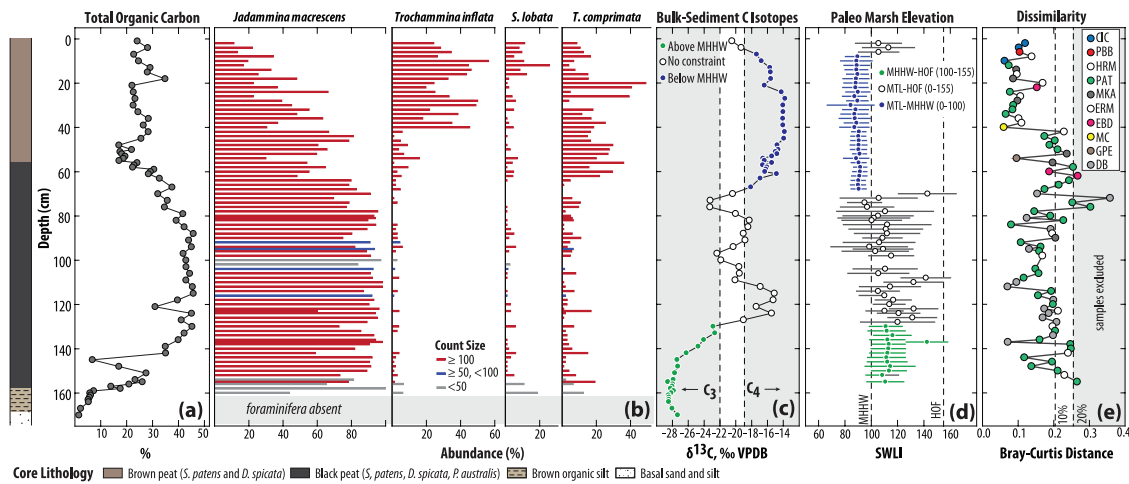 Total Organic Carbon
Jadammina macrescens
Trochammina inflata
S. lobata
T. comprimata
Bulk-Sediment C Isotopes
Paleo Marsh Elevation
Dissimilarity
Depth (cm)
0
20
40
60
80
100
120
140
160
(a)
0 10 20 30 40 50
%
Count Size
≥ 100
≥ 50, <100
<50
foraminifera absent
20 40 60 80
0 20 40 60 80 100
0 20
0 20 40
(b)
Abundance (%)
Above MHHW
No constraint
Below MHHW
C3
C4
(c)
-28 -26 -24 -22 -20 -18 -16 -14
δ13C, ‰ VPDB
MHHW-HOF (100-155)
MTL-HOF (0-155)
MTL-MHHW (0-100)
MHHW
HOF
(d)
40 60 80 100 120 140 160
SWLI
CIC
PBB
HRM
PAT
MKA
ERM
EBD
MC
GPE
DB
samples excluded
10%
20%
(e)
0.0 0.1 0.2 0.3 0.4
Bray-Curtis Distance
Core Lithology
Brown peat (S. patens and D. spicata)
Black peat (S. patens, D. spicata, P. australis)
Brown organic silt
Basal sand and silt